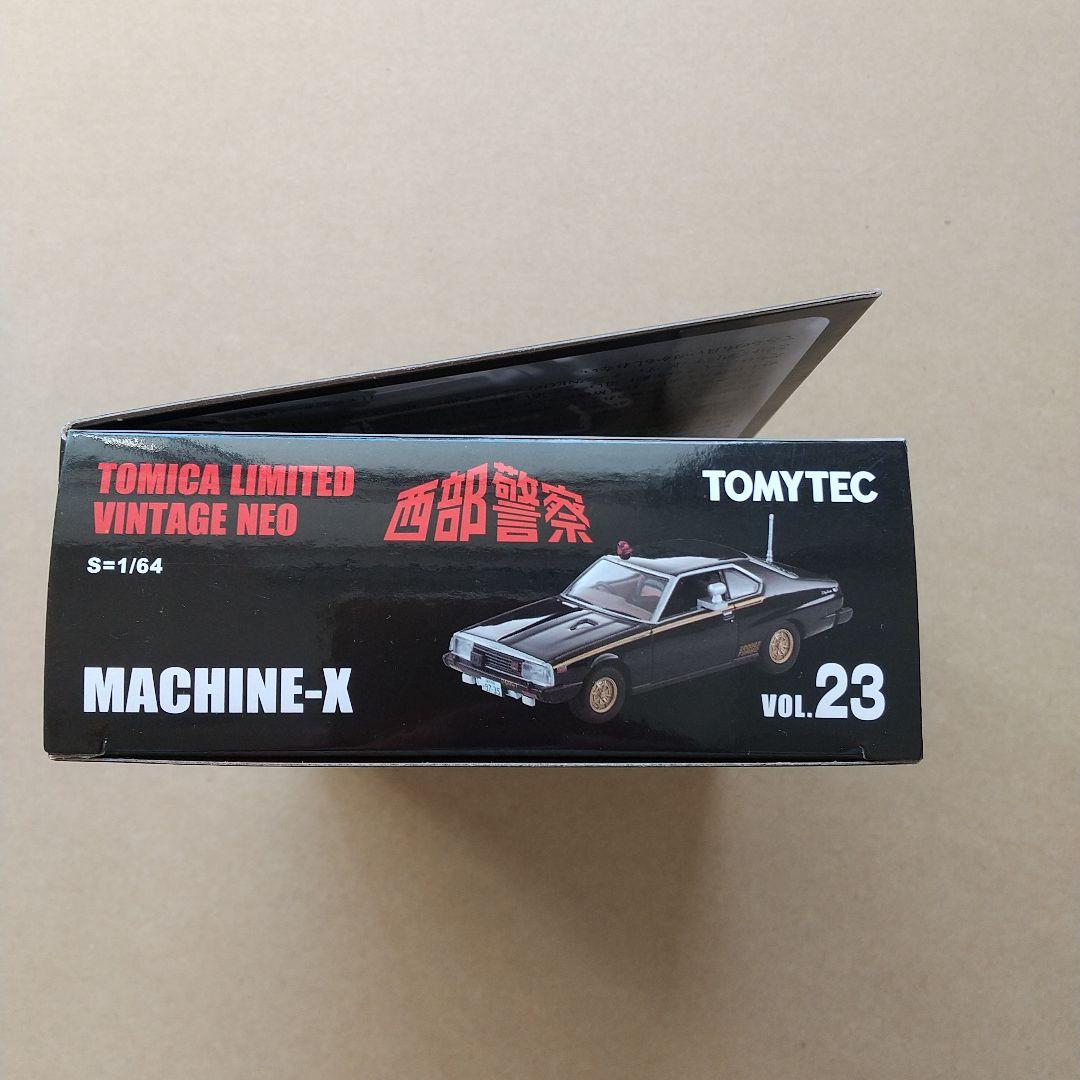 TOMICA LIMITED
VINTAGE NEO
西部警察
TOMYTEC
S=1/64
MACHINE-X
VOL.23